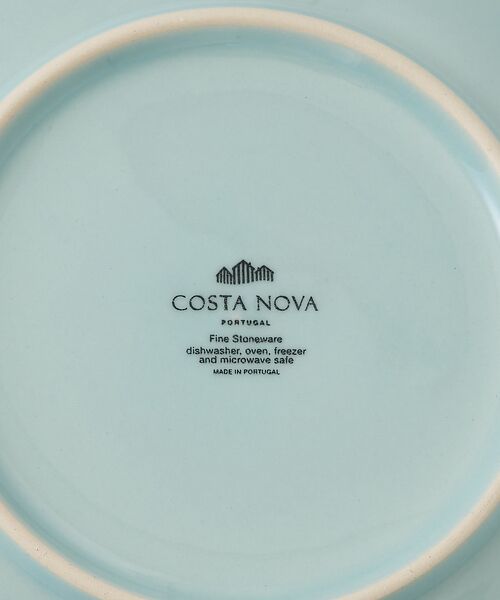 COSTA NOVA
PORTUGAL
Fine Stoneware
dishwasher, oven, freezer
and microwave safe
MADE IN PORTUGAL